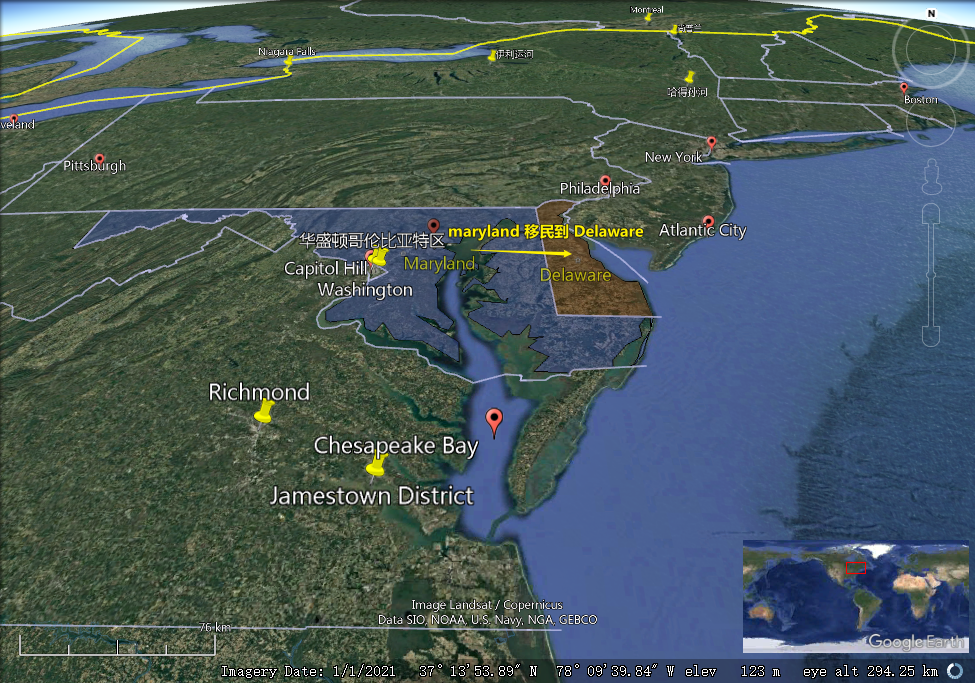 Montreal
N
Niagara Falls
伊利运河
哈得孙河
Boston
veland
Pittsburgh
New York
Philadelphia
Atlantic City
华盛顿哥伦比亚特区
maryland 移民到 Delaware
Capitol Hill
Maryland
Delaware
Washington
Richmond
Chesapeake Bay
Jamestown District
Image Landsat / Copernicus
Data SIO, NOAA, U.S. Navy, NGA, GEBCO
76 km
Google Earth
Imagery Date: 1/1/2021 37° 13'53.89" N 78° 09'39.84" W elev 123 m eye alt 294.25 km